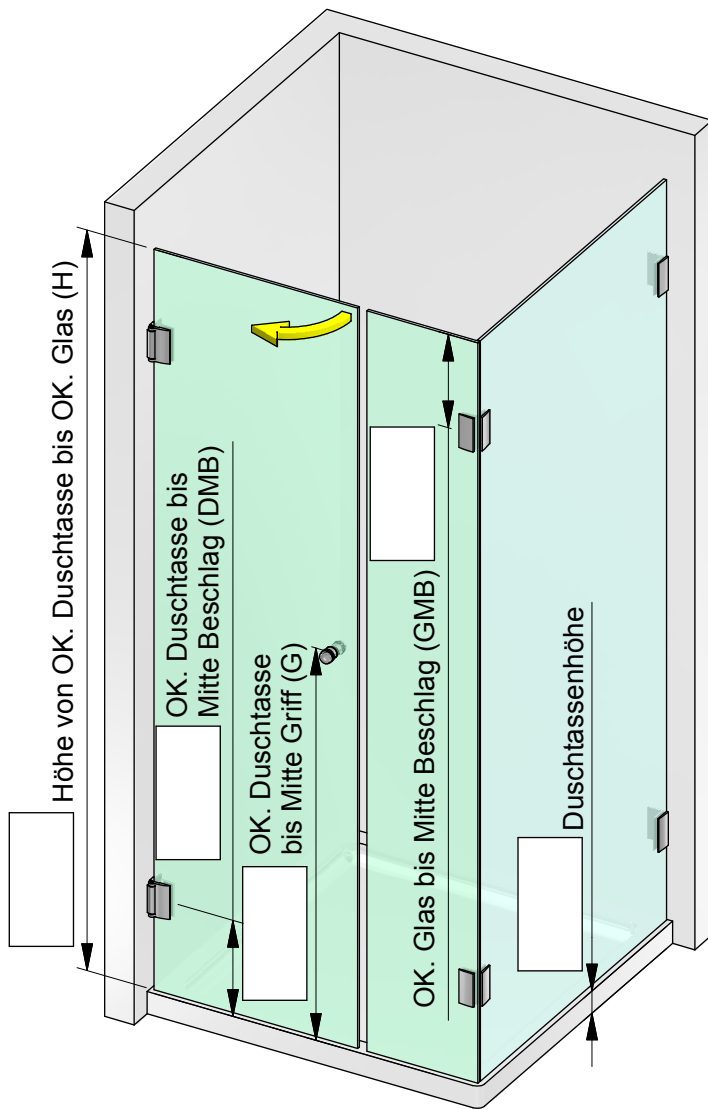 Höhe von OK. Duschtasse bis OK. Glas (H)
OK. Duschtasse bis
Mitte Beschlag (DMB)
OK. Duschtasse
bis Mitte Griff (G)
OK. Glas bis Mitte Beschlag (GMB)
Duschtassenhöhe